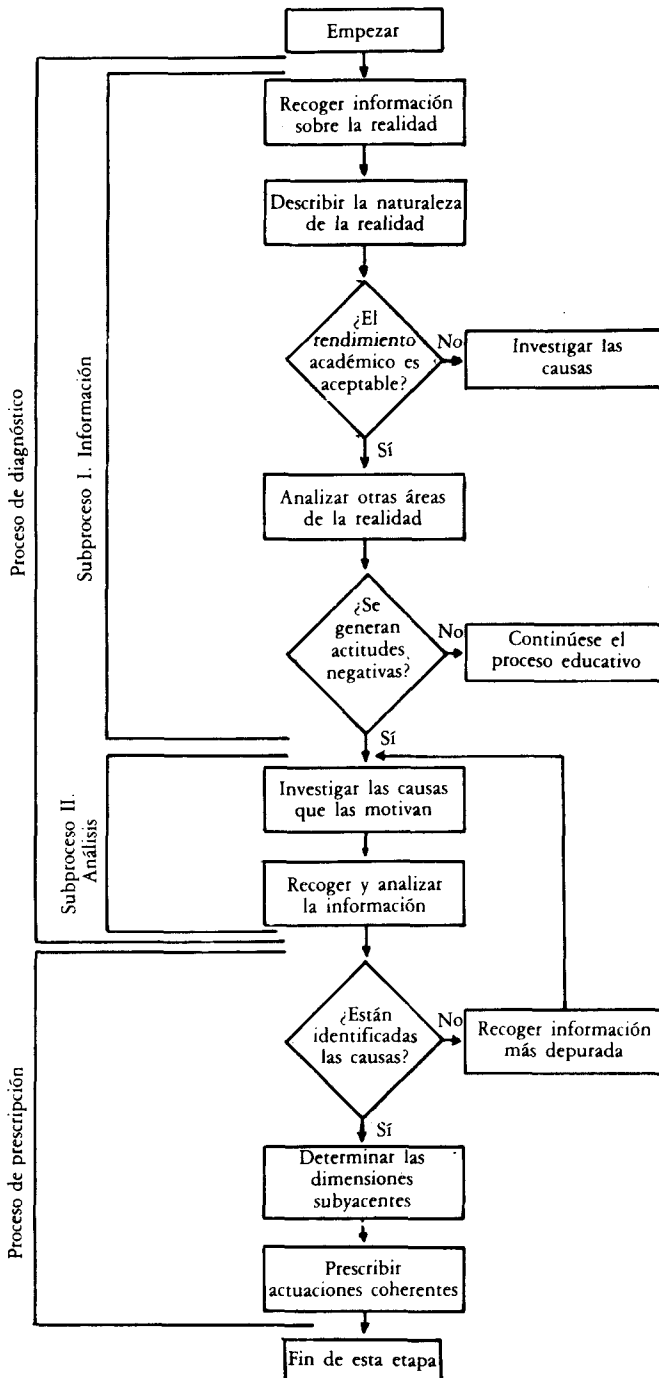 Empezar
Recoger información
sobre la realidad
Describir la naturaleza
de la realidad
¿El
rendimiento
académico es
aceptable?
No
Investigar las
causas
Sí
Analizar otras áreas
de la realidad
¿Se
generan
actitudes
negativas?
No
Continúese el
proceso educativo
Sí
Investigar las causas
que las motivan
Recoger y analizar
la información
¿Están
identificadas
las causas?
No
Recoger información
más depurada
Sí
Determinar las
dimensiones
subyacentes
Prescribir
actuaciones coherentes
Fin de esta etapa
Proceso de diagnóstico
Subproceso I. Información
Subproceso II.
Análisis
Proceso de prescripción